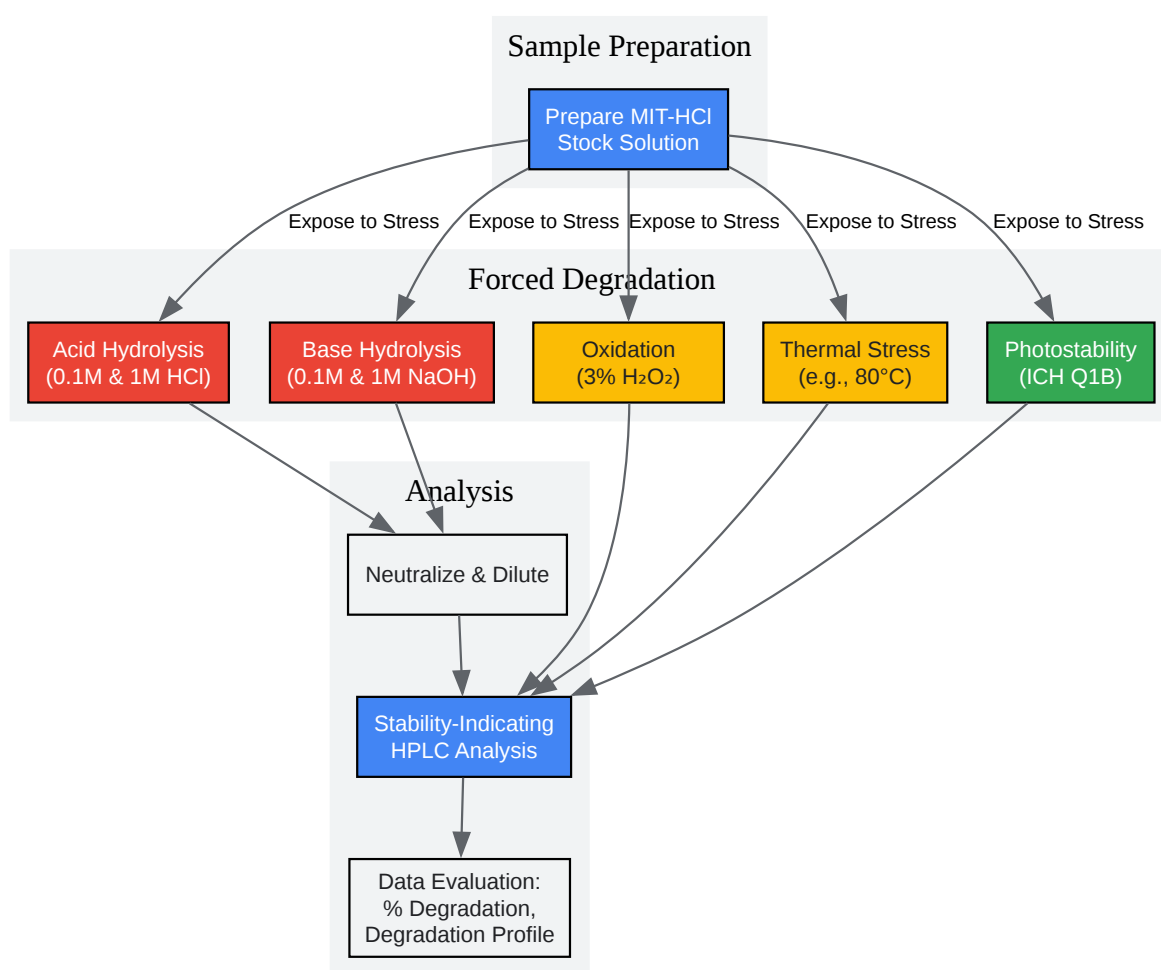 Sample Preparation
Prepare MIT-HCl
Stock Solution
Expose to Stress
Expose to Stress
Expose to Stress
Expose to Stress
Expose to Stress
Forced Degradation
Acid Hydrolysis
(0.1M & 1M HCl)
Base Hydrolysis
(0.1M & 1M NaOH)
Oxidation
(3% H₂O₂)
Thermal Stress
(e.g., 80°C)
Photostability
(ICH Q1B)
Analysis
Neutralize & Dilute
Stability-Indicating
HPLC Analysis
Data Evaluation:
% Degradation,
Degradation Profile